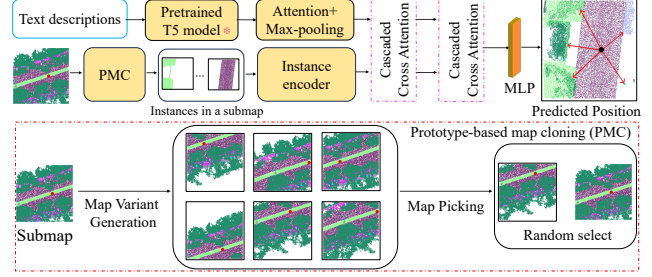 Text descriptions
Pretrained
T5 model*
Attention+
Max-pooling
Cascaded
Cross Attention
Cascaded
Cross Attention
PMC
...
Instances in a submap
Instance
encoder
MLP
Predicted Position
Prototype-based map cloning (PMC)
Submap
Map Variant
Generation
Map Picking
Random select